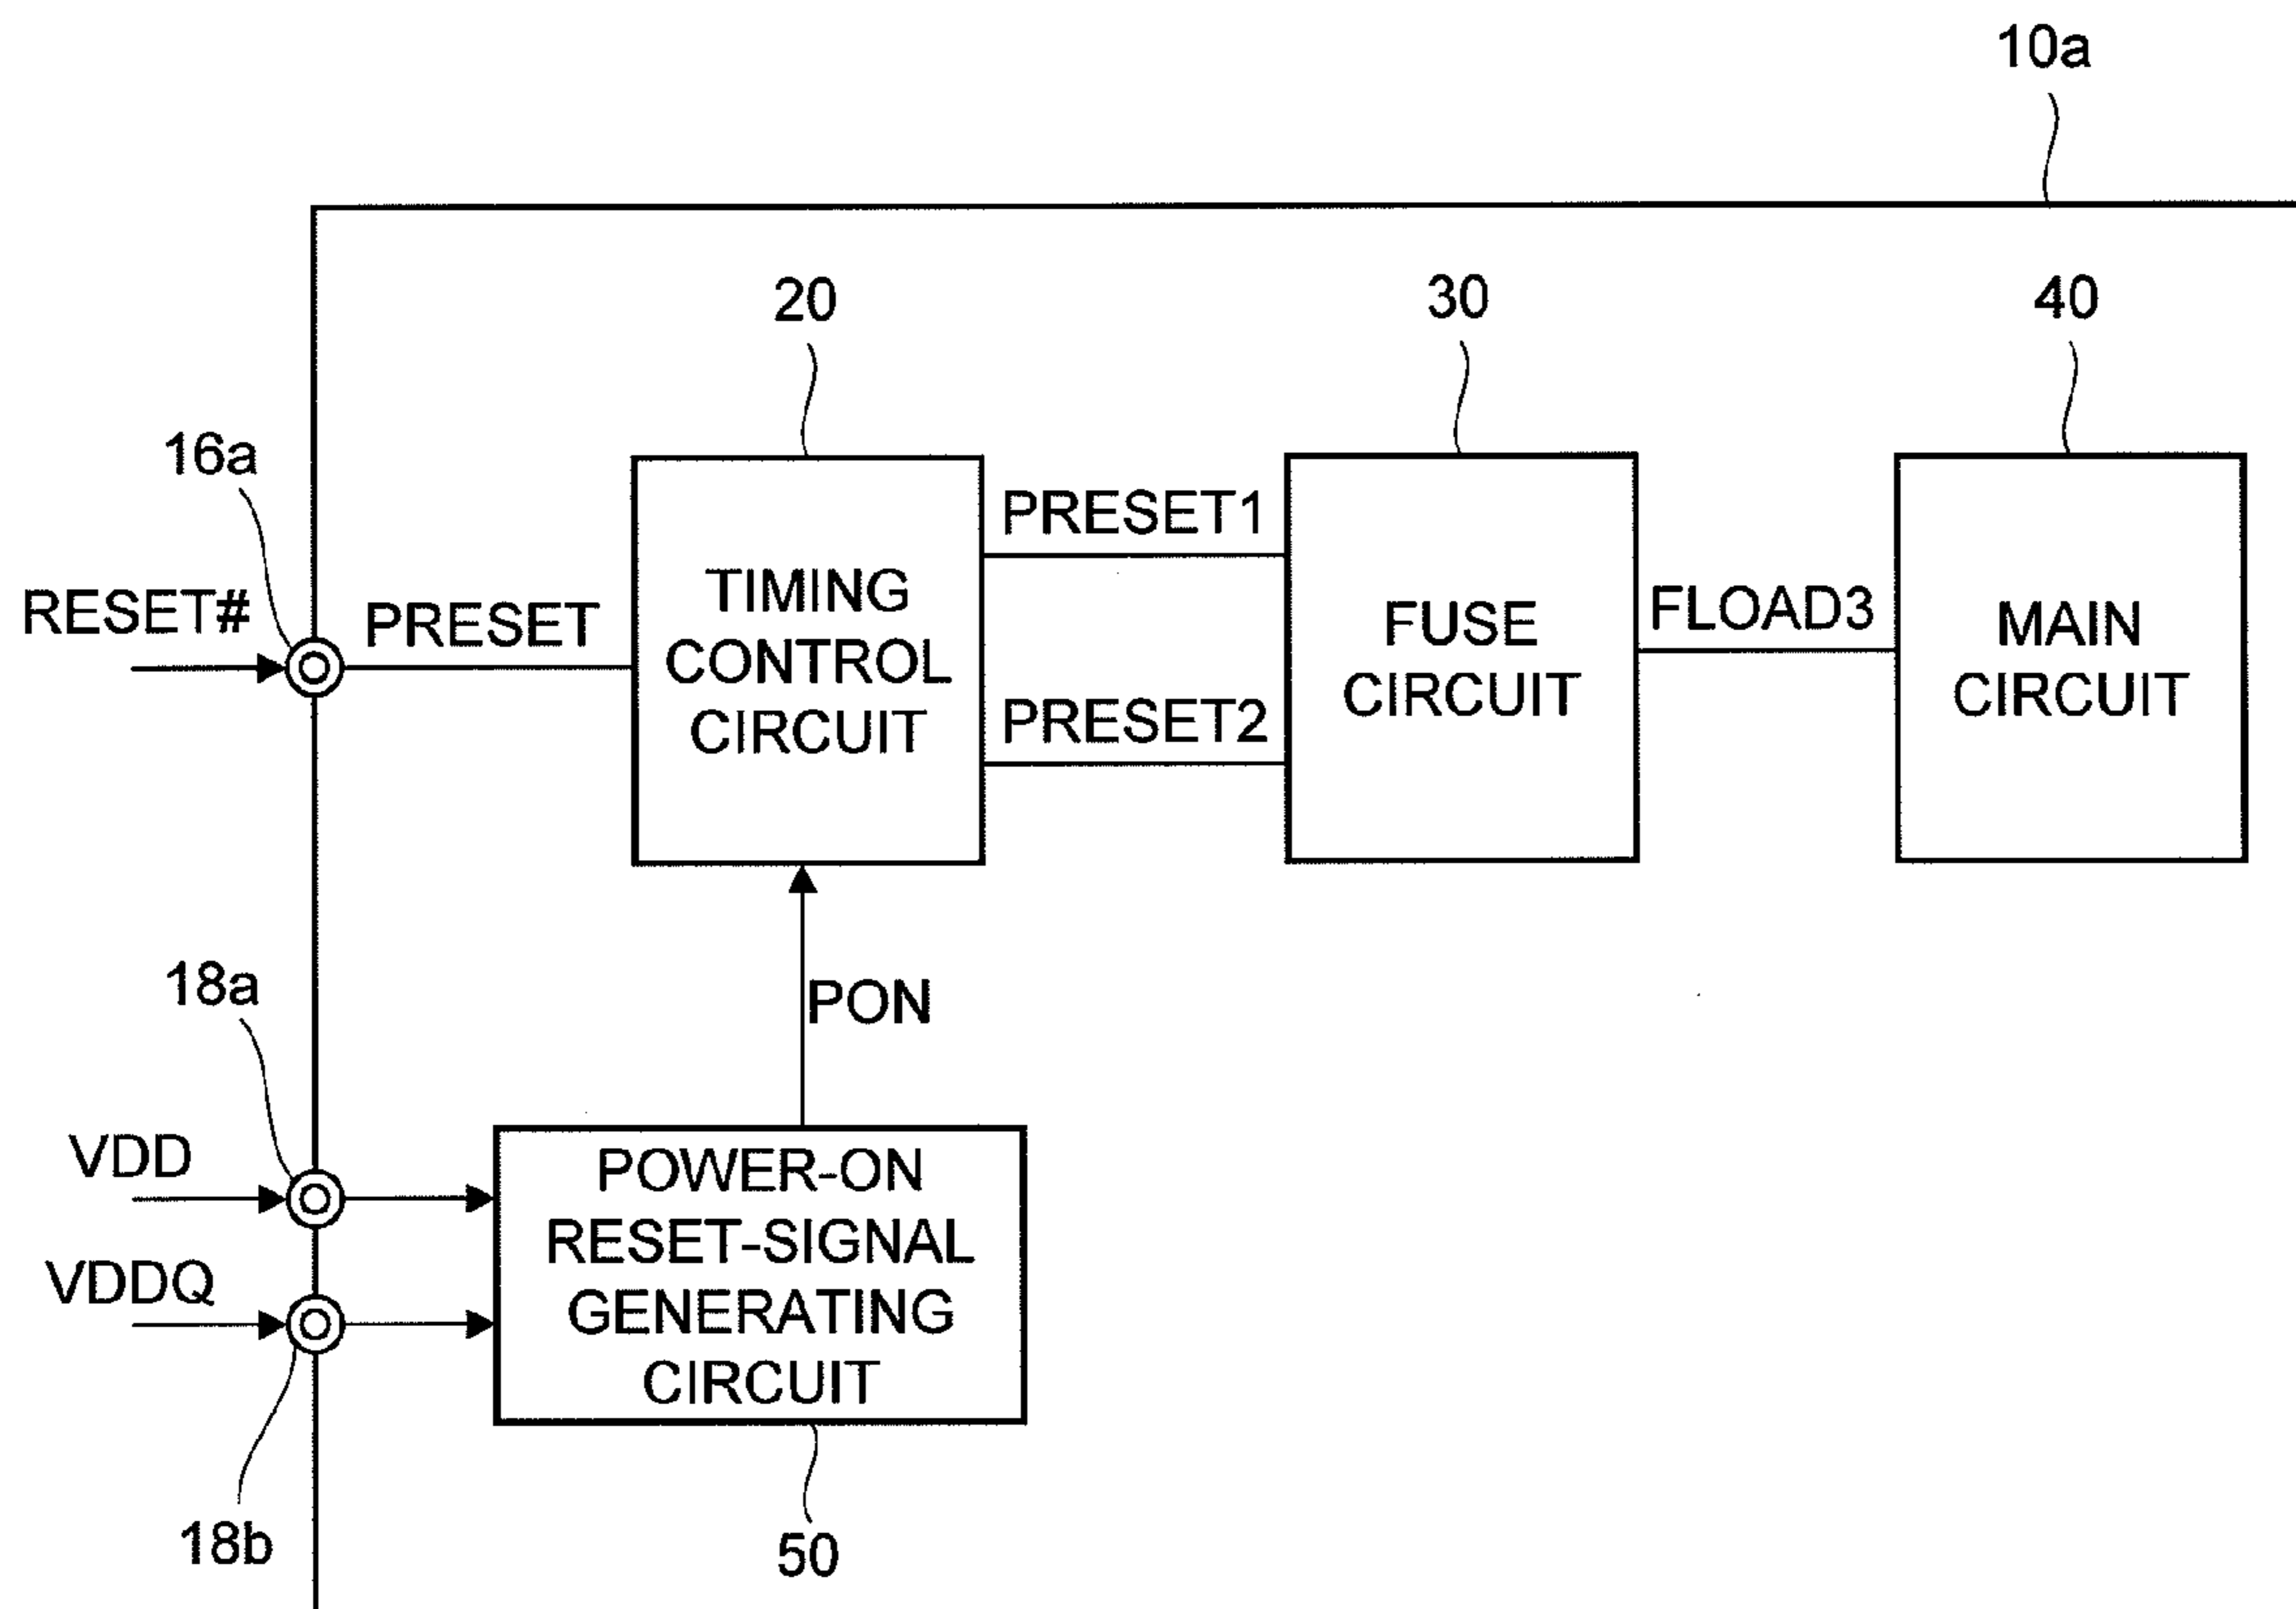 10a
20
30
40
16a
RESET#
PRESET
TIMING
CONTROL
CIRCUIT
PRESET1
PRESET2
FUSE
CIRCUIT
FLOAD3
MAIN
CIRCUIT
PON
18a
VDD
VDDQ
18b
POWER-ON
RESET-SIGNAL
GENERATING
CIRCUIT
50